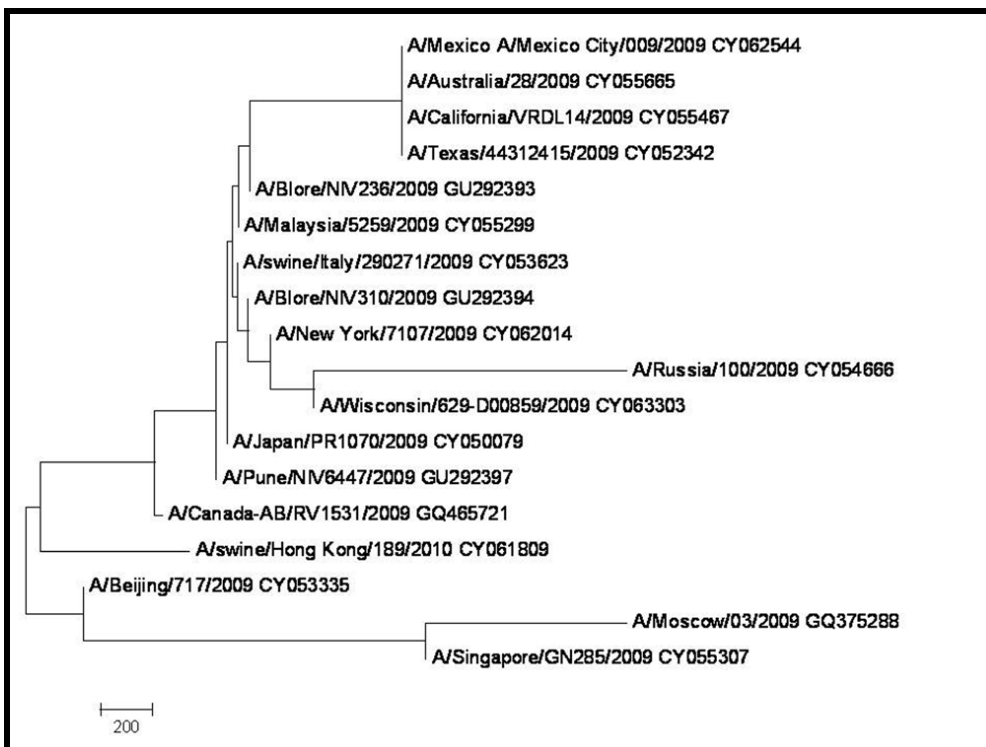 A/Mexico A/Mexico City/009/2009 CY062544
A/Australia/28/2009 CY055665
A/California/VRDL14/2009 CY055467
A/Texas/44312415/2009 CY052342
A/Blore/NIV236/2009 GU292393
A/Malaysia/5259/2009 CY055299
A/swine/Italy/290271/2009 CY053623
A/Blore/NIV310/2009 GU292394
A/New York/7107/2009 CY062014
A/Russia/100/2009 CY054666
A/Wisconsin/629-D00859/2009 CY063303
A/Japan/PR1070/2009 CY050079
A/Pune/NIV6447/2009 GU292397
A/Canada-AB/RV1531/2009 GQ465721
A/swine/Hong Kong/189/2010 CY061809
A/Beijing/717/2009 CY053335
A/Moscow/03/2009 GQ375288
A/Singapore/GN285/2009 CY055307
200